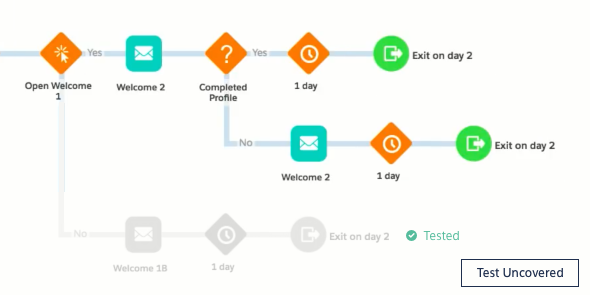 Yes
Yes
Exit on day 2
Open Welcome
1
Welcome 2
Completed
Profile
1 day
No
Exit on day 2
Welcome 2
1 day
No
Exit on day 2
Tested
Welcome 1B
1 day
Test Uncovered